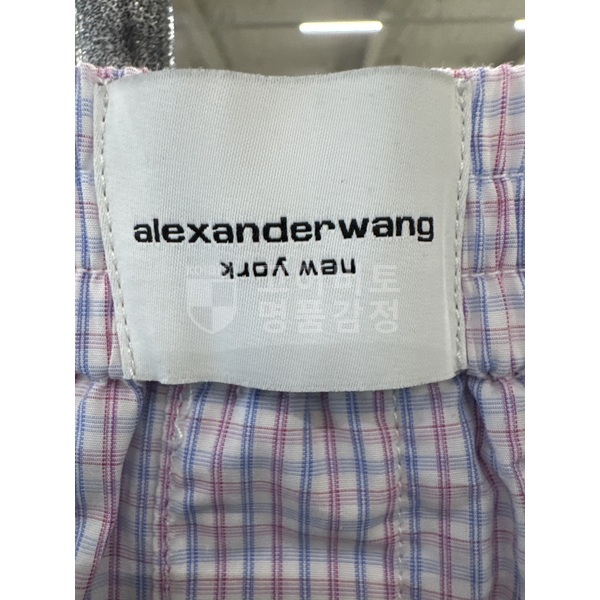 alexanderwang
new york
명품감정